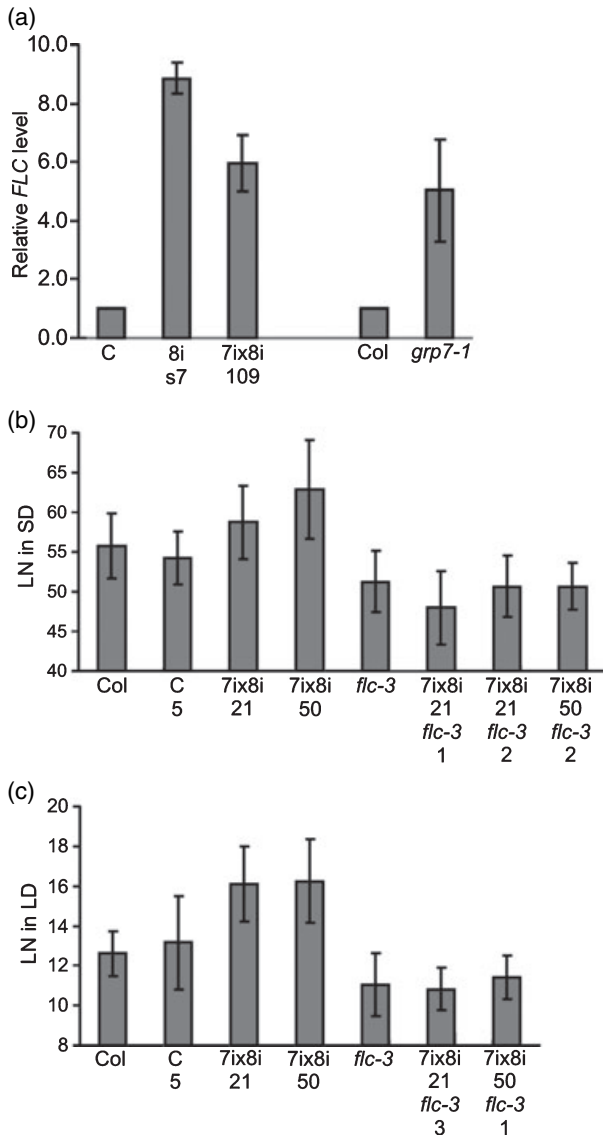 (a)
Relative FLC level
10.0
8.0
6.0
4.0
2.0
0.0
C
8i
s7
7ix8i
109
Col
grp7-1
(b)
LN in SD
70
65
60
55
50
45
40
Col
C
5
7ix8i
21
7ix8i
50
flc-3
7ix8i
21
flc-3
1
7ix8i
21
flc-3
2
7ix8i
50
flc-3
2
(c)
LN in LD
20
18
16
14
12
10
8
Col
C
5
7ix8i
21
7ix8i
50
flc-3
7ix8i
21
flc-3
3
7ix8i
50
flc-3
1